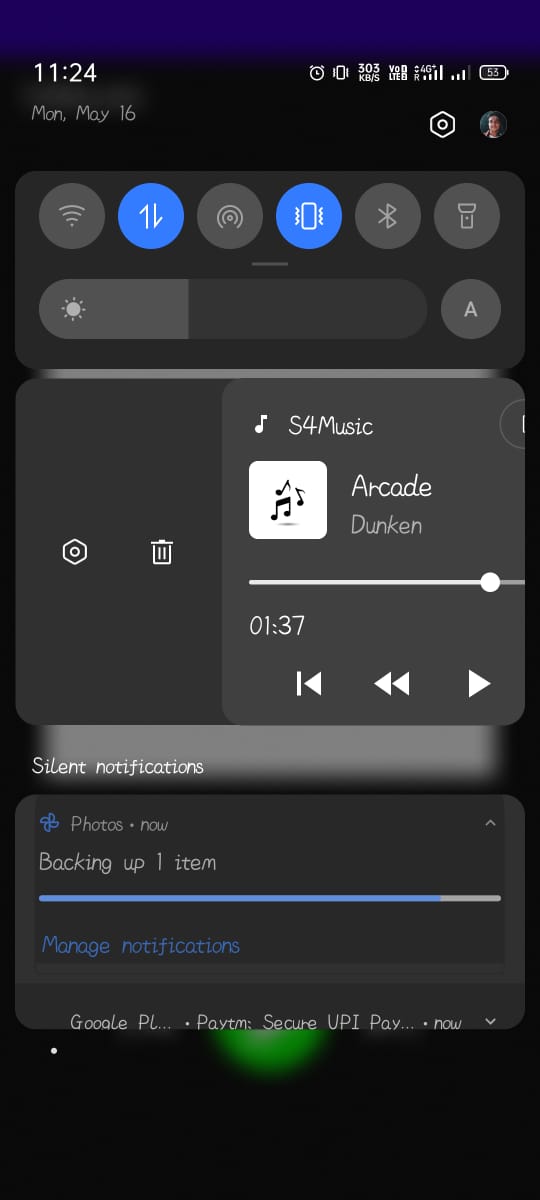 11:24
303
KB/S
Vo
LTE
4G+
R
53
Mon, May 16
A
S4Music
Arcade
Dunken
01:37
Silent notifications
Photos • now
Backing up 1 item
Manage notifications
Google Pl... • Paytm: Secure UPI Pay... • now